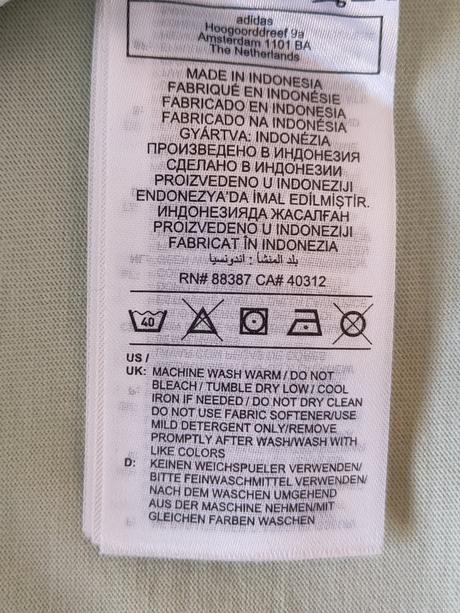 adidas
Hoogoorddreef 9a
Amsterdam 1101 BA
The Netherlands
MADE IN INDONESIA
FABRIQUÉ EN INDONÉSIE
FABRICADO EN INDONESIA
FABRICADO NA INDONÉSIA
GYÁRTVA: INDONÉZIA
ПРОИЗВЕДЕНО В ИНДОНЕЗИЯ
СДЕЛАНО В ИНДОНЕЗИИ
PROIZVEDENO U INDONEZIJI
ENDONEZYA'DA İMAL EDİLMİŞTİR.
ИНДОНЕЗИЯДА ЖАСАЛҒАН
PROIZVEDENO U INDONEZIJI
FABRICAT ÎN INDONEZIA
بلد المنشأ : اندونيسيا
RN# 88387 CA# 40312
40
US /
UK: MACHINE WASH WARM / DO NOT
BLEACH / TUMBLE DRY LOW / COOL
IRON IF NEEDED / DO NOT DRY CLEAN
DO NOT USE FABRIC SOFTENER/USE
MILD DETERGENT ONLY/REMOVE
PROMPTLY AFTER WASH/WASH WITH
LIKE COLORS
D: KEINEN WEICHSPUELER VERWENDEN/
BITTE FEINWASCHMITTEL VERWENDEN/
NACH DEM WASCHEN UMGEHEND
AUS DER MASCHINE NEHMEN/MIT
GLEICHEN FARBEN WASCHEN